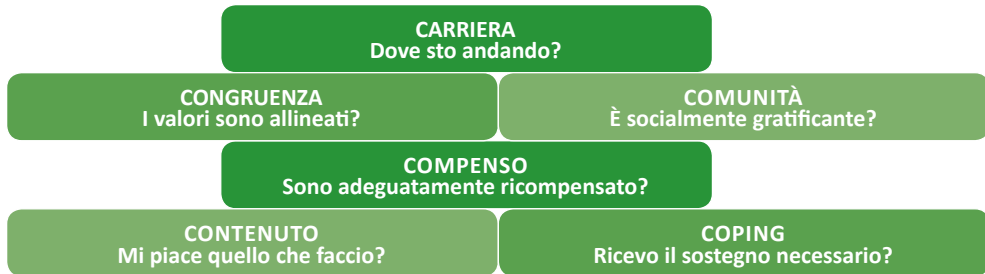 CARRIERA
Dove sto andando?
CONGRUENZA
I valori sono allineati?
COMUNITÀ
È socialmente gratificante?
COMPENSO
Sono adeguatamente ricompensato?
CONTENUTO
Mi piace quello che faccio?
COPING
Ricevo il sostegno necessario?